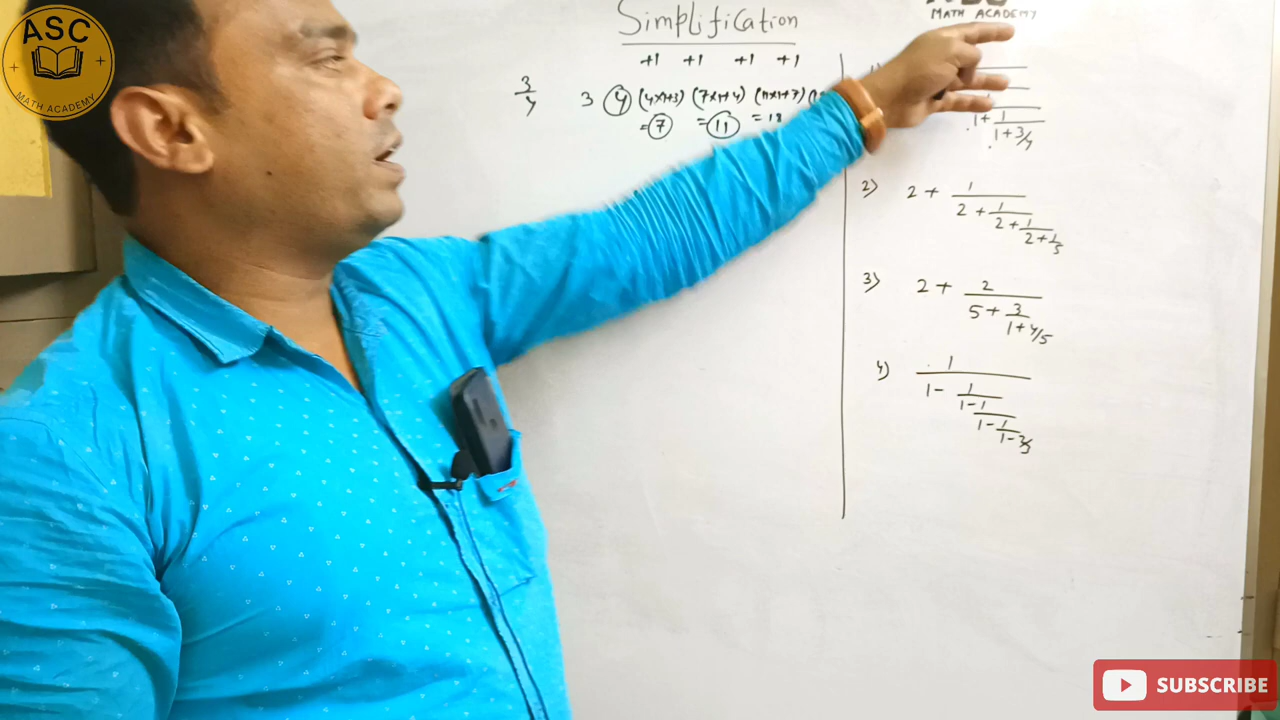 ASC
MATH ACADEMY
Simplification
MATH ACADEMY
+1 +1 +1 +1
3/4 3 4 (4×1+3) (7×1+4) (11×1+7)
=7 =11 =18
1)
1 + 1
1 + 3/4
2) 2 + 1
2 + 1
2 + 1
2 + 1/3
3) 2 + 2
5 + 3
1 + 4/5
4) 1
1 - 1
1 - 1
1 - 1
1 - 3/5
SUBSCRIBE